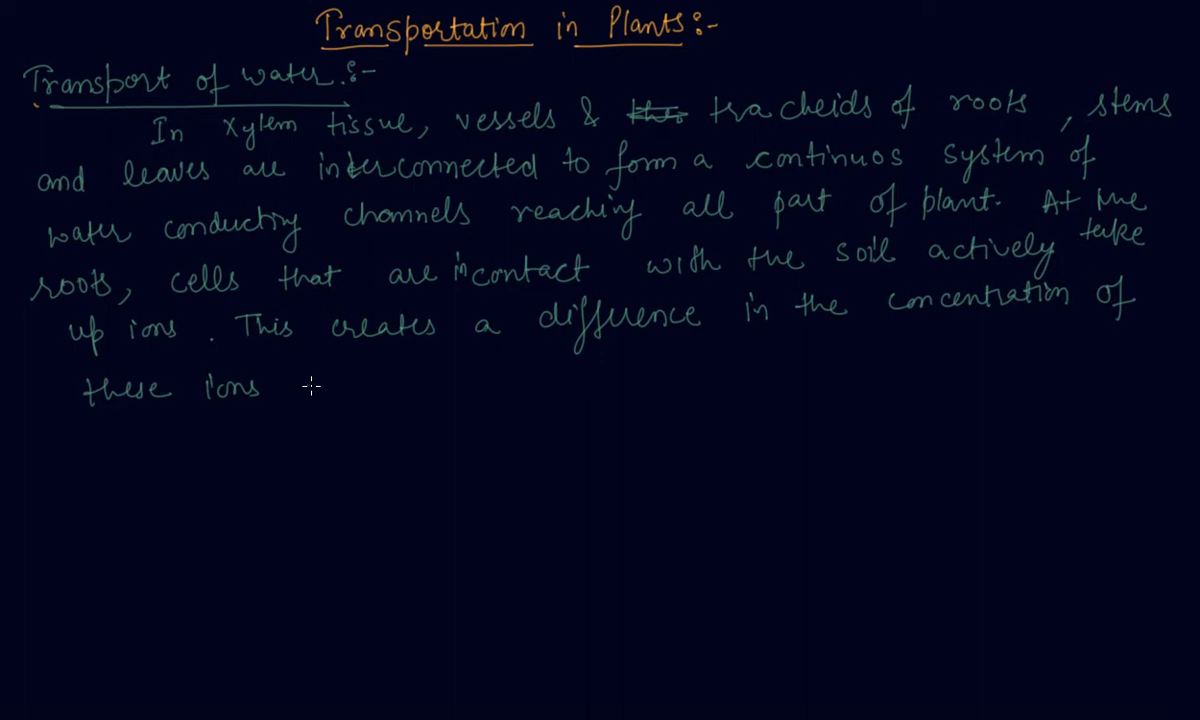 Transportation in Plants:-
Transport of water:-
In Xylem tissue, vessels & tracheids of roots, stems
and leaves are interconnected to form a continuos system of
water conducting channels reaching all part of plant. At the
roots, cells that are in contact with the soil actively take
up ions. This creates a difference in the concentration of
these ions